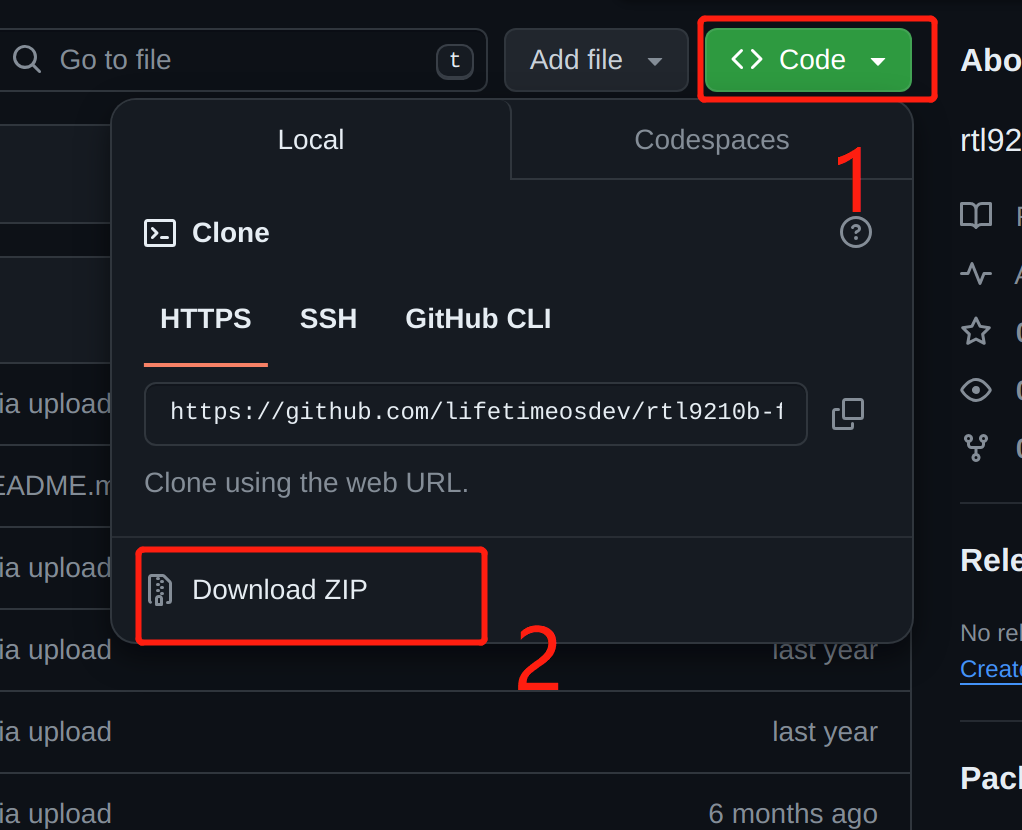 Go to file
t
Add file
Code
Abo
rtl92
Local
Codespaces
1
Clone
HTTPS
SSH
GitHub CLI
https://github.com/lifetimeosdev/rtl9210b-f
Clone using the web URL.
Download ZIP
2
ia upload
EADME.m
ia upload
ia upload
last year
ia upload
last year
ia upload
6 months ago
Rele
No rel
Create
Pack